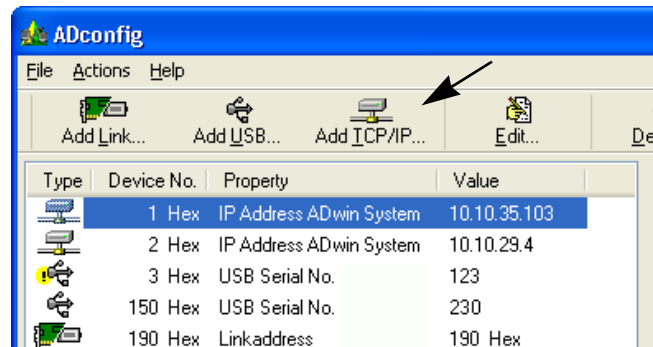 ADconfig
File Actions Help
Add Link... Add USB... Add TCP/IP... Edit... De
Type Device No. Property Value
1 Hex IP Address ADwin System 10.10.35.103
2 Hex IP Address ADwin System 10.10.29.4
3 Hex USB Serial No. 123
150 Hex USB Serial No. 230
190 Hex Linkaddress 190 Hex